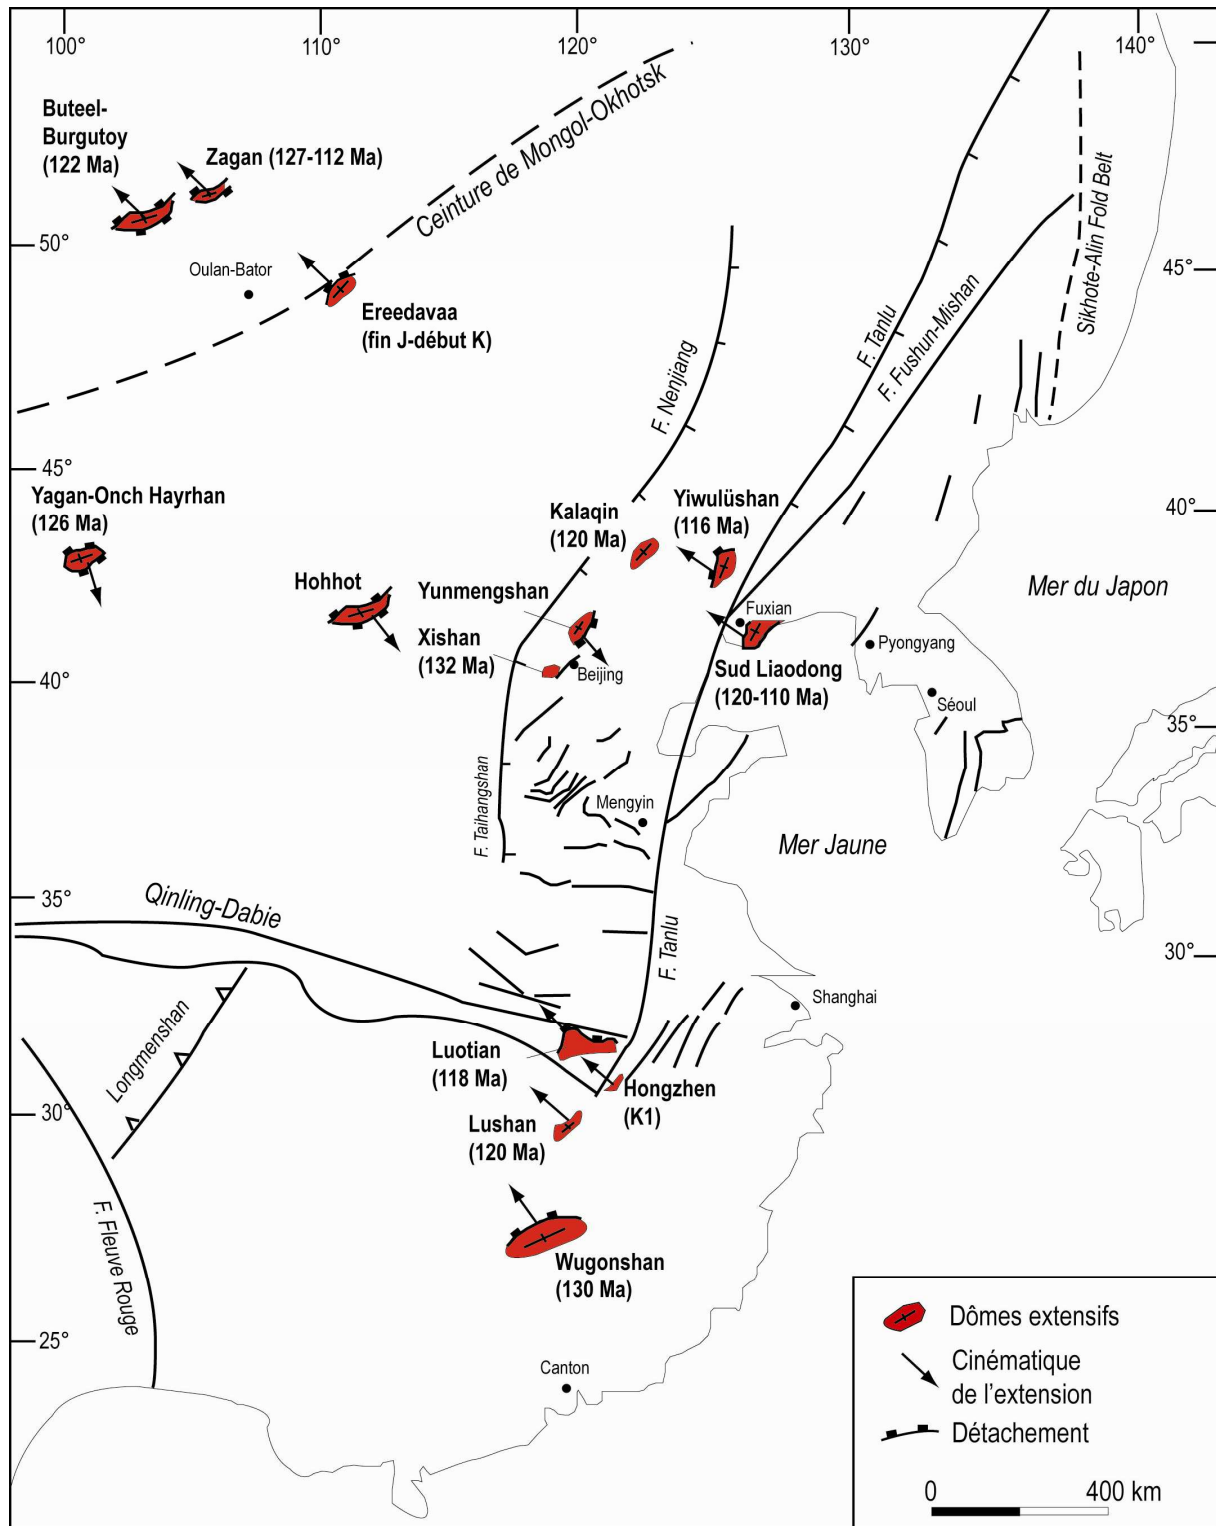 100°
110°
120°
130°
140°
Buteel-
Burgutoy
(122 Ma)
Zagan (127-112 Ma)
Ceinture de Mongol-Okhotsk
50°
Oulan-Bator
Ereedavaa
(fin J-début K)
45°
Sikhote-Alin Fold Belt
F. Tanlu
F. Fushun-Mishan
F. Nenjiang
45°
Yagan-Onch Hayrhan
(126 Ma)
Kalaqin
(120 Ma)
Yiwulüshan
(116 Ma)
40°
Hohhot
Yunmengshan
Mer du Japon
Fuxian
Xishan
(132 Ma)
Beijing
Pyongyang
40°
Sud Liaodong
(120-110 Ma)
Séoul
35°
F. Taihangshan
Mengyin
Mer Jaune
35°
Qinling-Dabie
F. Tanlu
30°
Longmenshan
Shanghai
Luotian
(118 Ma)
Hongzhen
(K1)
30°
Lushan
(120 Ma)
F. Fleuve Rouge
Wugonshan
(130 Ma)
25°
Canton
Dômes extensifs
Cinématique
de l'extension
Détachement
0
400 km